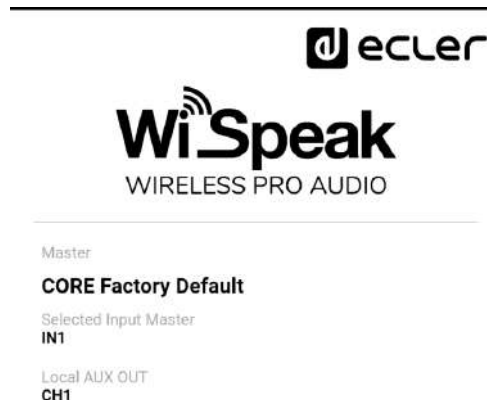 ecler
WiSpeak
WIRELESS PRO AUDIO
Master
CORE Factory Default
Selected Input Master
IN1
Local AUX OUT
CH1